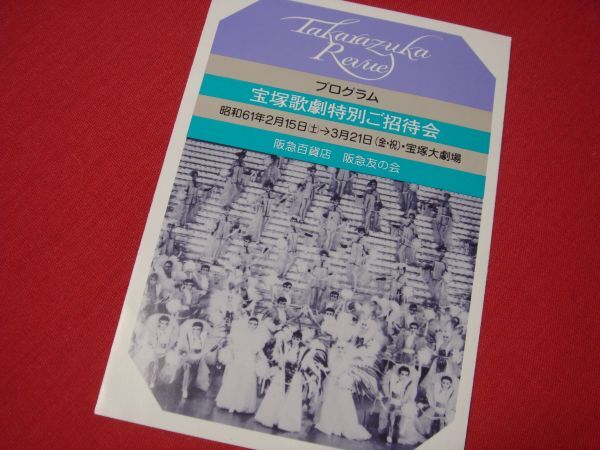 Takarazuka
Revue
プログラム
宝塚歌劇特別ご招待会
昭和61年2月15日(土)→3月21日(金・祝)・宝塚大劇場
阪急百貨店 阪急友の会